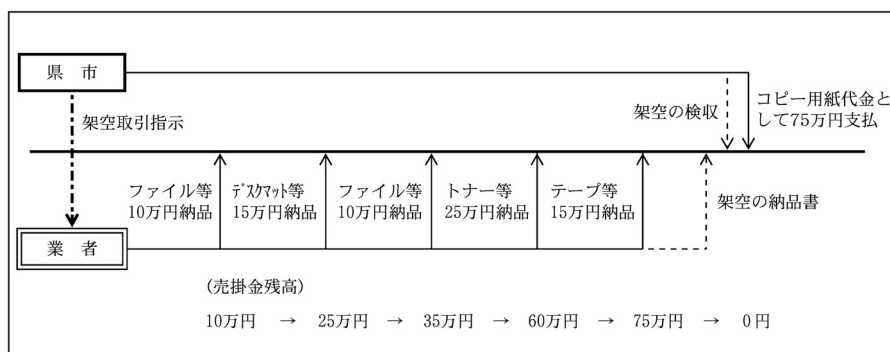 県 市
架空取引指示
架空の検収
コピー用紙代金と
して75万円支払
ファイル等
10万円納品
ﾃﾞｽｸﾏｯﾄ等
15万円納品
ファイル等
10万円納品
トナー等
25万円納品
テープ等
15万円納品
架空の納品書
業 者
(売掛金残高)
10万円 → 25万円 → 35万円 → 60万円 → 75万円 → 0円